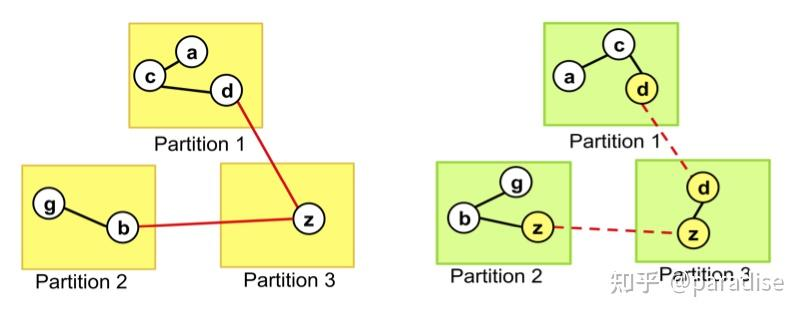 a
c
d
Partition 1
g
b
Partition 2
z
Partition 3
c
a
d
Partition 1
g
b
z
Partition 2
d
z
Partition 3
知乎 @paradise